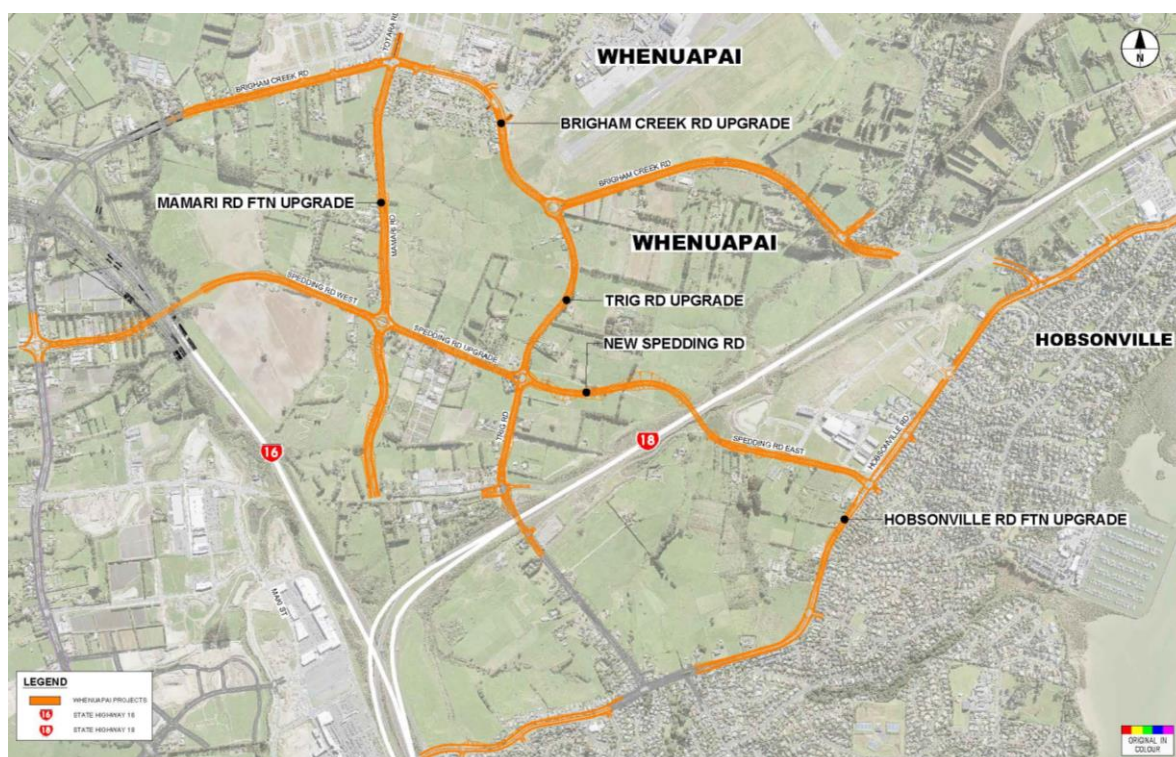 TOTARA RD
WHENUAPAI
N
BRIGHAM CREEK RD
BRIGHAM CREEK RD UPGRADE
BRIGHAM CREEK RD
MAMARI RD FTN UPGRADE
MAMARI RD
WHENUAPAI
SPEDDING RD WEST
TRIG RD UPGRADE
SPEDDING RD UPGRADE
NEW SPEDDING RD
HOBSONVILLE
TRIG RD
16
18
SPEDDING RD EAST
HOBSONVILLE RD
HOBSONVILLE RD FTN UPGRADE
MAKI ST
LEGEND
WHENUAPAI PROJECTS
16 STATE HIGHWAY 16
18 STATE HIGHWAY 18
ORIGINAL IN
COLOUR